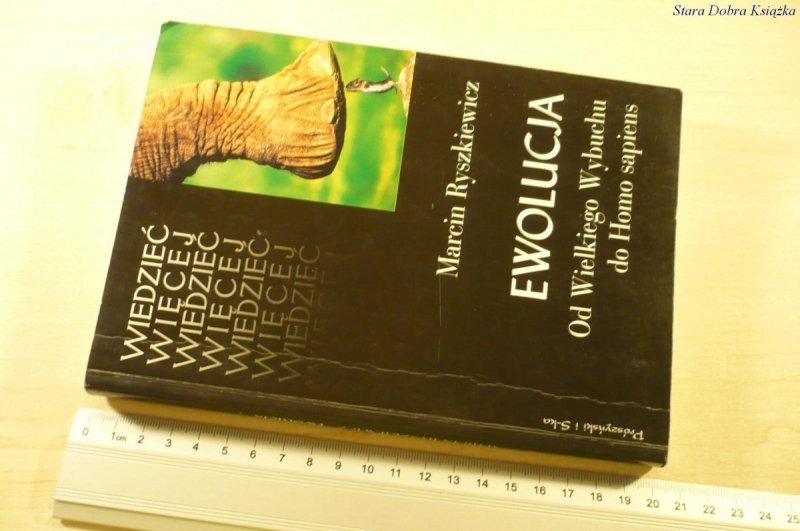 Stara Dobra Książka
WIEDZIEĆ
WIĘCEJ
WIEDZIEĆ
WIĘCEJ
WIEDZIEĆ
WIĘCEJ
WIEDZIEĆ
WIĘCEJ
Marcin Ryszkiewicz
EWOLUCJA
Od Wielkiego Wybuchu
do Homo sapiens
Prószyński i S-ka
0 1cm 2 3 4 5 6 7 8 9 10 11 12 13 14 15 16 17 18 19 20 21 22 23 24 25